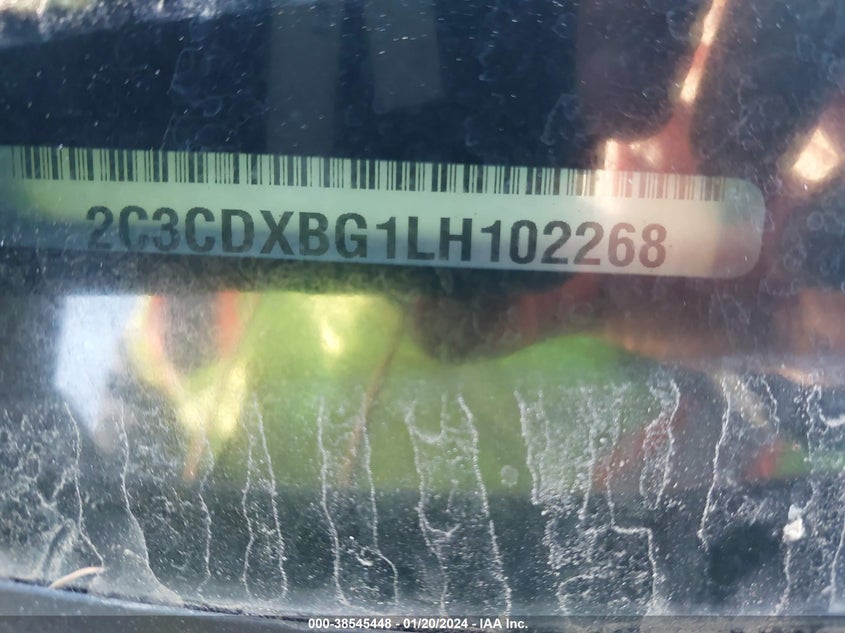 2C3CDXBG1LH102268
000-38545448 - 01/20/2024 - IAA Inc.